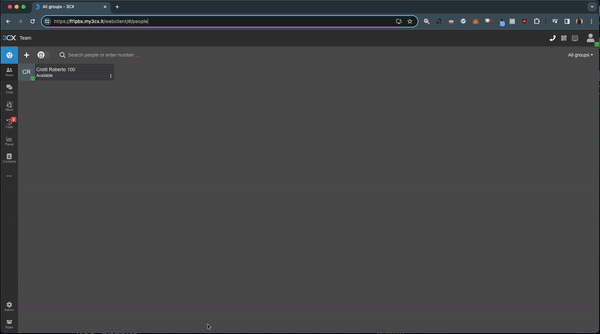 All groups - 3CX
https://ffipbx.my3cx.it/webclient/#/people
3CX Team
Search people or enter number ...
All groups
CR
Crotti Roberto 100
Available
Team
Chat
Meet
Calls
Panel
Contacts
Admin
Apps